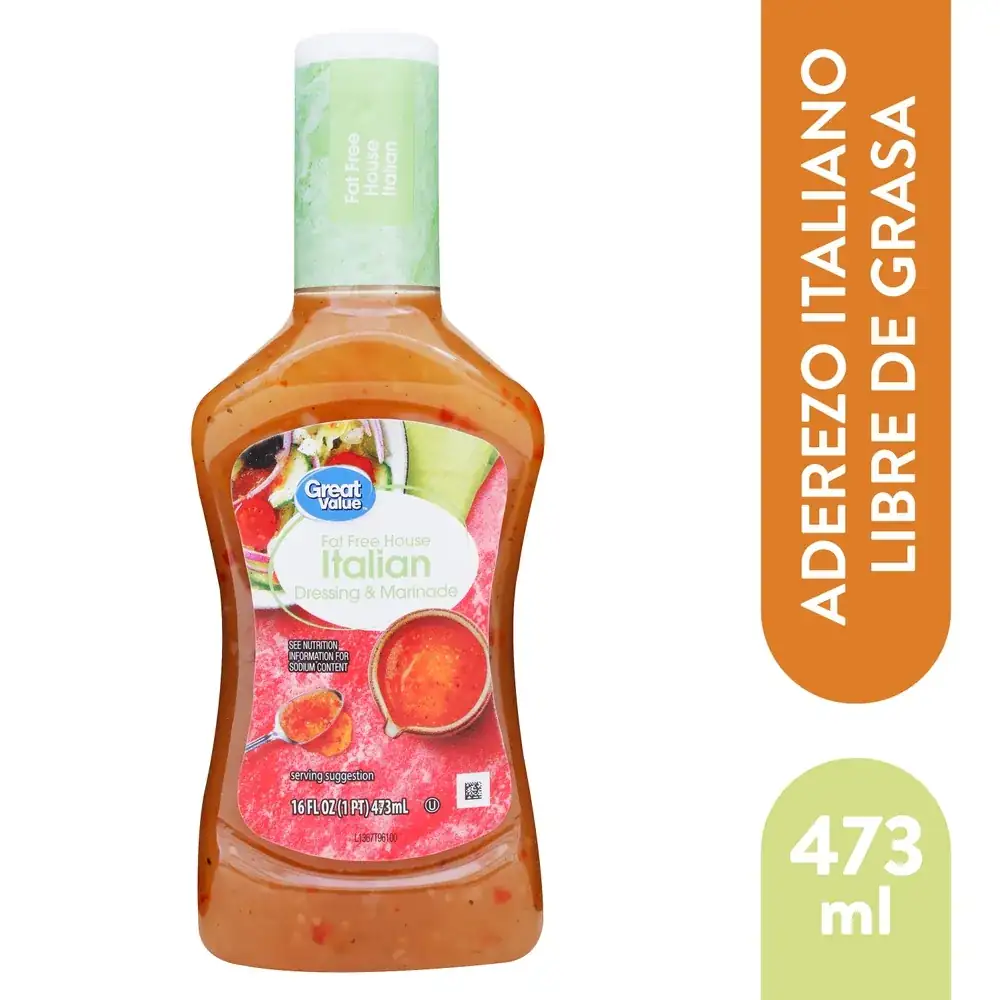 Fat Free
House
Italian
Great
Value
Fat Free House
Italian
Dressing & Marinade
SEE NUTRITION
INFORMATION FOR
SODIUM CONTENT
serving suggestion
16 FL OZ (1 PT) 473mL
U
L1367T96100
ADEREZO ITALIANO
LIBRE DE GRASA
473
ml